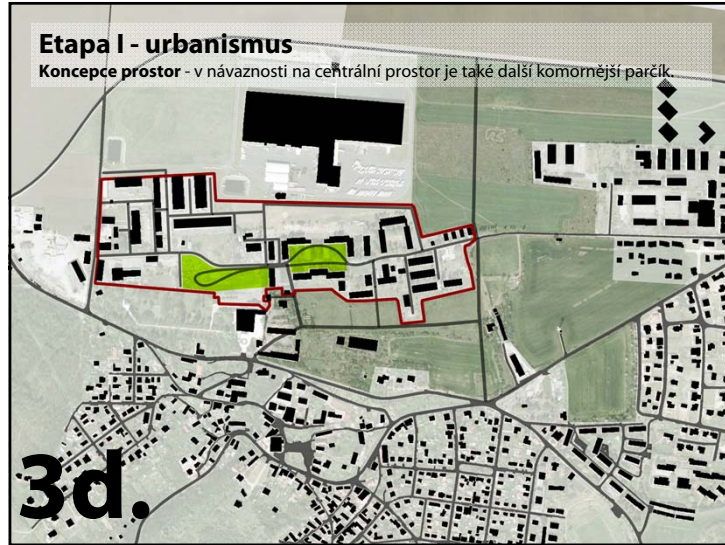 Etapa I - urbanismus
Koncepce prostor - v návaznosti na centrální prostor je také další komornější parčík.
3d.